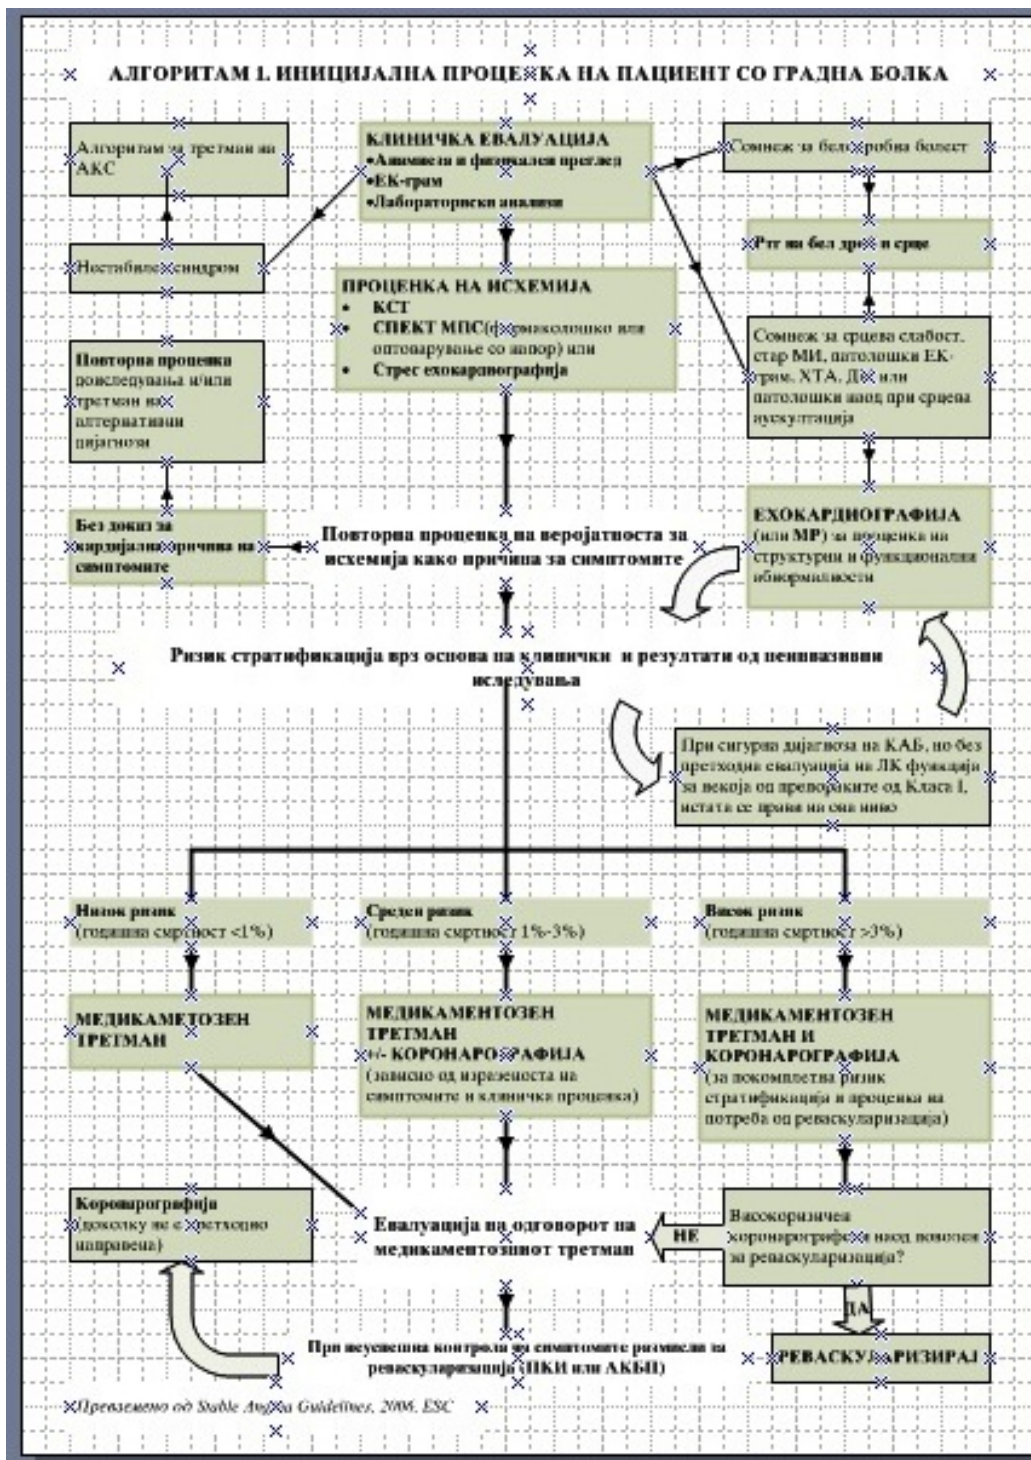 АЛГОРИТАМ 1. ИНИЦИЈАЛНА ПРОЦЕНКА НА ПАЦИЕНТ СО ГРАДНА БОЛКА
Алгоритам за третман на
АКС
КЛИНИЧКА ЕВАЛУАЦИЈА
•Анамнеза и физикален преглед
•ЕК-грам
•Лабораториски анализи
Сомнеж за белодробна болест
Нестабилен синдром
Ртг на бел дроб и срце
ПРОЦЕНКА НА ИСХЕМИЈА
• КСТ
• СПЕКТ МПС(фармаколошко или
оптоварување со напор) или
• Стрес ехокардиографија
Сомнеж за срцева слабост,
стар МИ, патолошки ЕК-
грам, ХТА, ДМ или
патолошки наод при срцева
аускултација
Повторна проценка
доиследувања и/или
третман на
алтернативни
дијагнози
Без доказ за
кардијална причина на
симптомите
Повторна проценка на веројатноста за
исхемија како причина за симптомите
ЕХОКАРДИОГРАФИЈА
(или МР) за проценка на
структурни и функционални
абнормалности
Ризик стратификација врз основа на клинички и резултати од неинвазивни
иследувања
При сигурна дијагноза на КАБ, но без
претходна евалуација на ЛК функција
за некоја од препораките од Класа I,
истата се прави на ова ниво
Низок ризик
(годишна смртност <1%)
Среден ризик
(годишна смртност 1%-3%)
Висок ризик
(годишна смртност >3%)
МЕДИКАМЕТОЗЕН
ТРЕТМАН
МЕДИКАМЕНТОЗЕН
ТРЕТМАН
+/- КОРОНАРОГРАФИЈА
(зависно од изразеноста на
симптомите и клиничка проценка)
МЕДИКАМЕНТОЗЕН
ТРЕТМАН И
КОРОНАРОГРАФИЈА
(за покомплетна ризик
стратификација и проценка на
потреба од реваскуларизација)
Коронарографија
(доколку не е претходно
направена)
Евалуација на одговорот на
медикаментозниот третман
НЕ
Високоризичен
коронарографски наод повозен
за реваскуларизација?
ДА
При неуспешна контрола на симптомите размисли за
реваскуларизација (ПКИ или АКБП)
РЕВАСКУЛАРИЗИРАЈ
Превземено од Stable Angina Guidelines, 2006, ESC